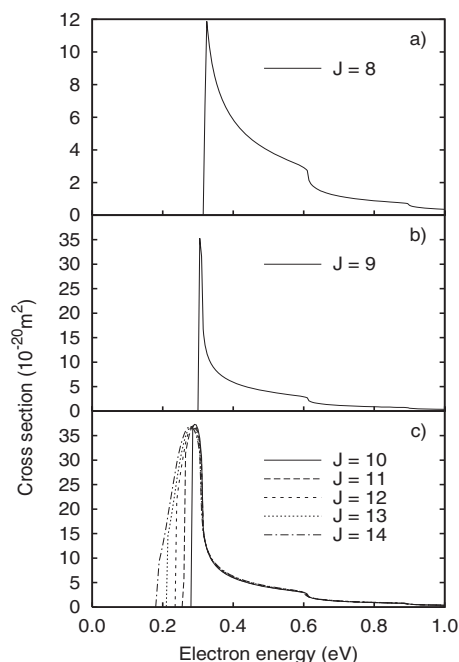 12
a)
10
J = 8
8
6
4
2
0
b)
35
30
J = 9
25
20
15
10
5
0
c)
35
30
J = 10
25
J = 11
20
J = 12
15
J = 13
10
J = 14
5
0
0.0 0.2 0.4 0.6 0.8 1.0
Electron energy (eV)
Cross section (10⁻²⁰m²)